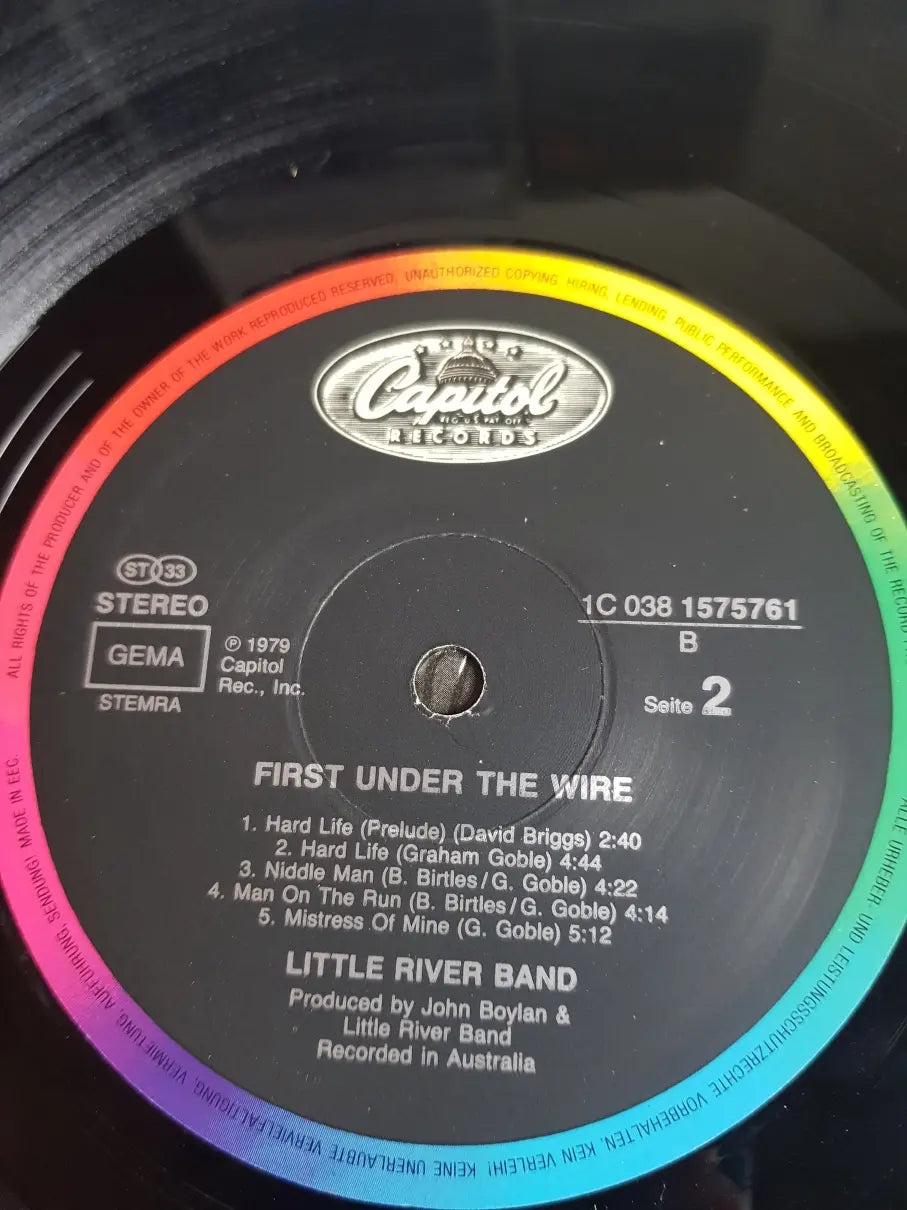 ALL RIGHTS OF THE PRODUCER AND OF THE OWNER OF THE WORK REPRODUCED RESERVED. UNAUTHORIZED COPYING, HIRING, LENDING, PUBLIC PERFORMANCE AND BROADCASTING OF THE RECORD
Capitol
REG. U.S. PAT. OFF.
RECORDS
ST 33
STEREO
GEMA
STEMRA
℗ 1979
Capitol
Rec., Inc.
1C 038 1575761
B
Seite 2
FIRST UNDER THE WIRE
1. Hard Life (Prelude) (David Briggs) 2:40
2. Hard Life (Graham Goble) 4:44
3. Niddle Man (B. Birtles/G. Goble) 4:22
4. Man On The Run (B. Birtles/G. Goble) 4:14
5. Mistress Of Mine (G. Goble) 5:12
LITTLE RIVER BAND
Produced by John Boylan &
Little River Band
Recorded in Australia
ALLE URHEBER- UND LEISTUNGSSCHUTZRECHTE VORBEHALTEN. KEIN VERLEIH! KEINE UNERLAUBTE VERVIELFÄLTIGUNG, VERMIETUNG, AUFFÜHRUNG, SENDUNG! MADE IN EEC.